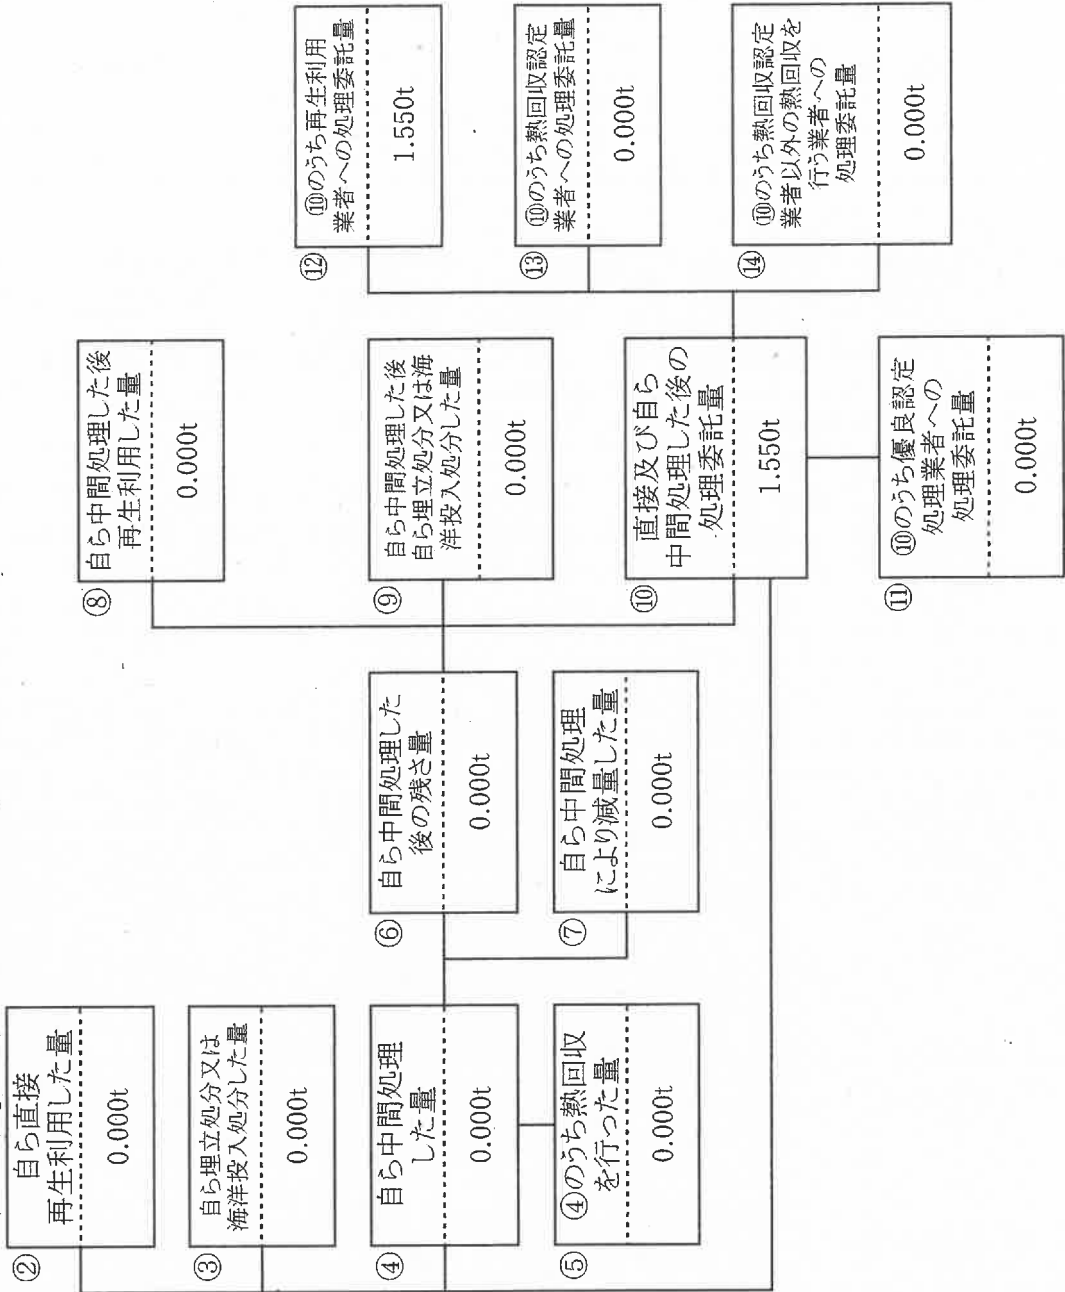 ②
自ら直接
再生利用した量
0.000t
③
自ら埋立処分又は
海洋投入処分した量
0.000t
④
自ら中間処理
した量
0.000t
⑤
④のうち熱回収
を行った量
0.000t
⑥
自ら中間処理した
後の残さ量
0.000t
⑦
自ら中間処理
により減量した量
0.000t
⑧
自ら中間処理した後
再生利用した量
0.000t
⑨
自ら中間処理した後
自ら埋立処分又は海
洋投入処分した量
0.000t
⑩
直接及び自ら
中間処理した後の
処理委託量
1.550t
⑪
⑩のうち優良認定
処理業者への
処理委託量
0.000t
⑫
⑩のうち再生利用
業者への処理委託量
1.550t
⑬
⑩のうち熱回収認定
業者への処理委託量
0.000t
⑭
⑩のうち熱回収認定
業者以外の熱回収を
行う業者への
処理委託量
0.000t